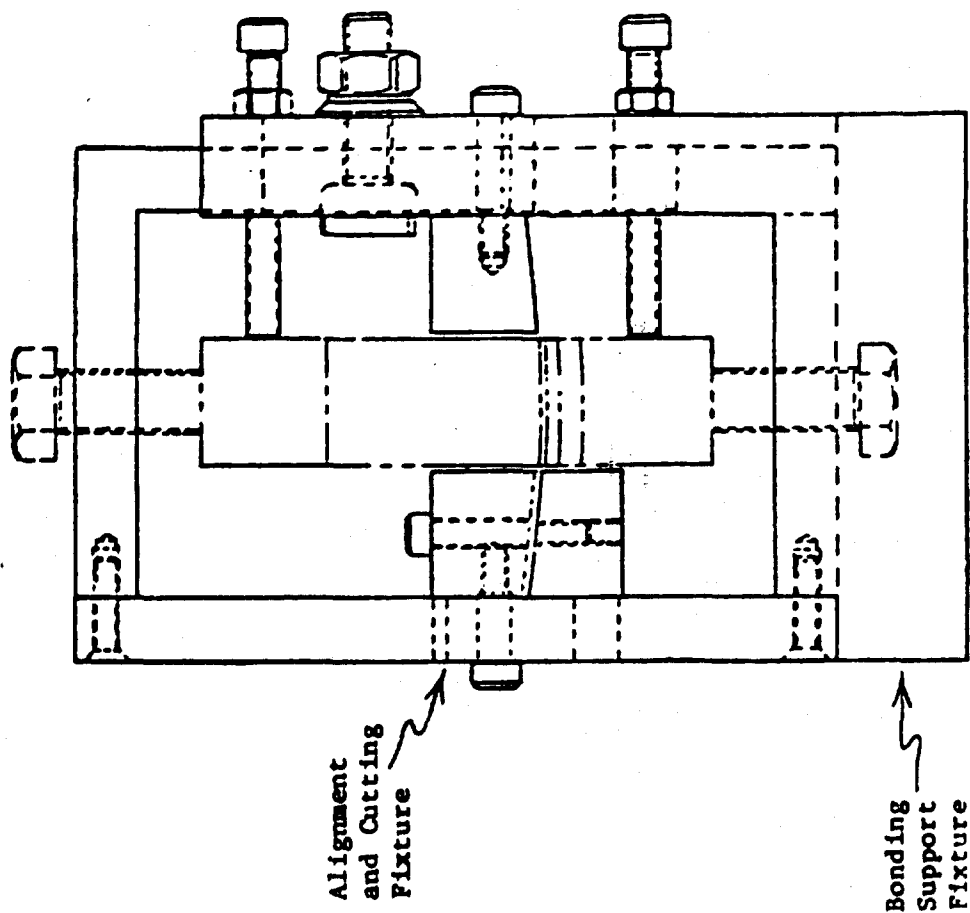 Alignment
and Cutting
Fixture
Bonding
Support
Fixture